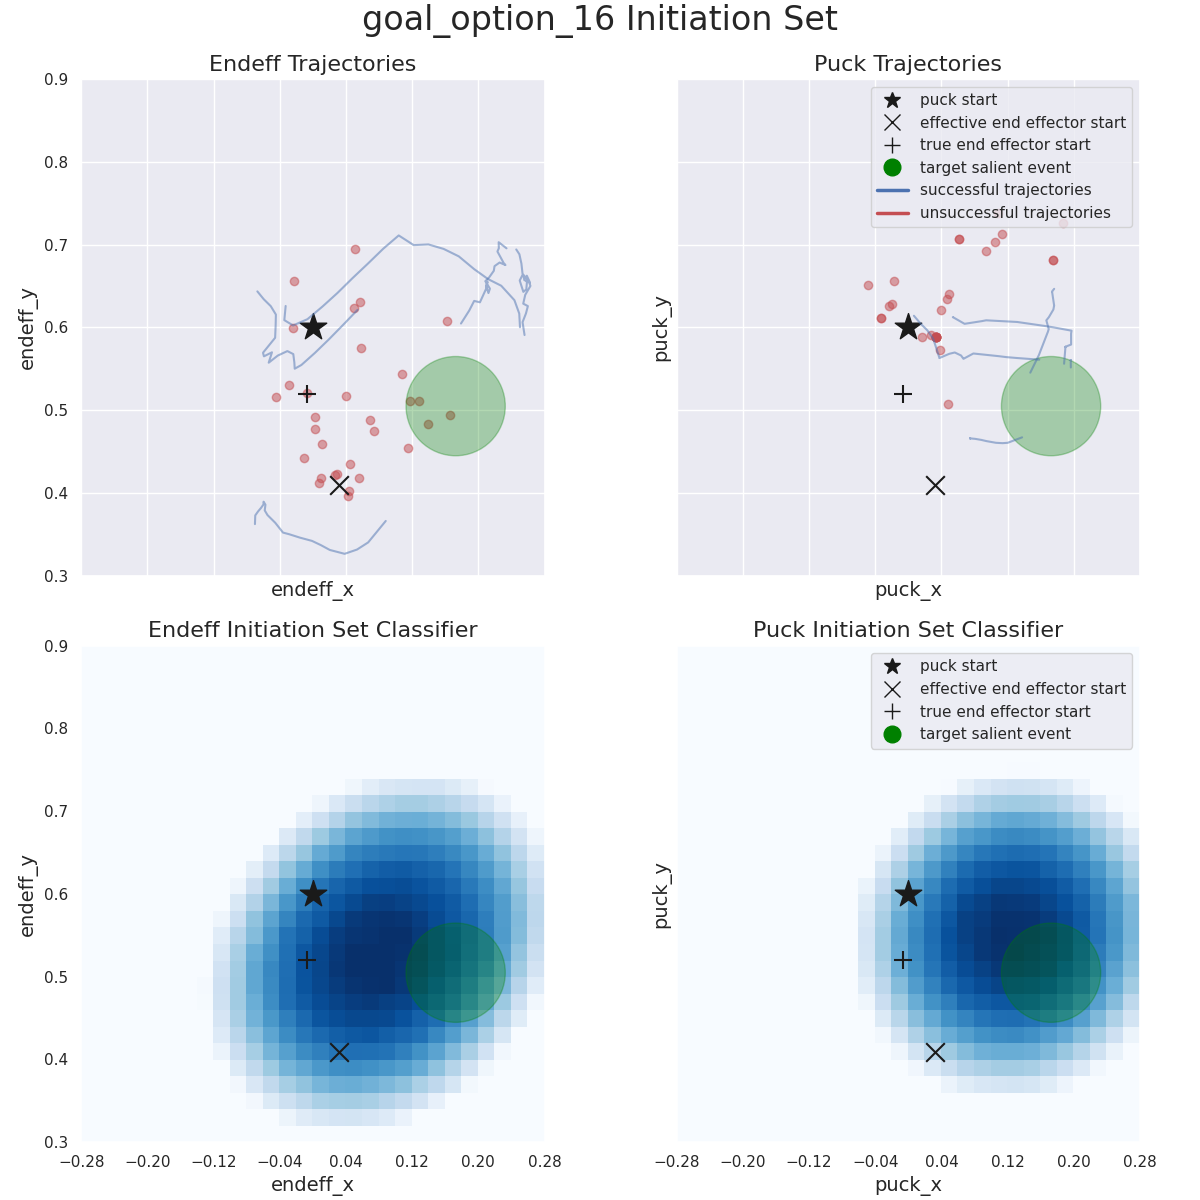 goal_option_16 Initiation Set
Endeff Trajectories
0.9
0.8
0.7
0.6
0.5
0.4
0.3
endeff_y
endeff_x
Puck Trajectories
puck start
effective end effector start
true end effector start
target salient event
successful trajectories
unsuccessful trajectories
puck_y
puck_x
Endeff Initiation Set Classifier
0.9
0.8
0.7
0.6
0.5
0.4
0.3
endeff_y
−0.28 −0.20 −0.12 −0.04 0.04 0.12 0.20 0.28
endeff_x
Puck Initiation Set Classifier
puck start
effective end effector start
true end effector start
target salient event
puck_y
−0.28 −0.20 −0.12 −0.04 0.04 0.12 0.20 0.28
puck_x